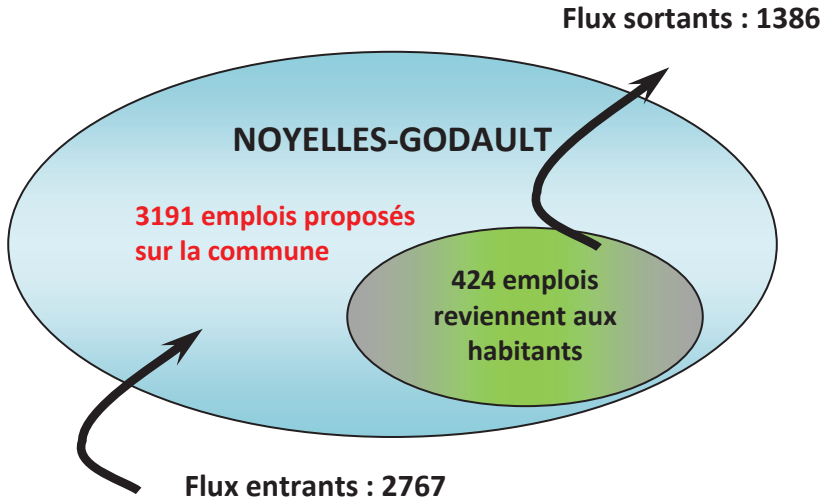 Flux sortants : 1386
NOYELLES-GODAULT
3191 emplois proposés
sur la commune
424 emplois
reviennent aux
habitants
Flux entrants : 2767